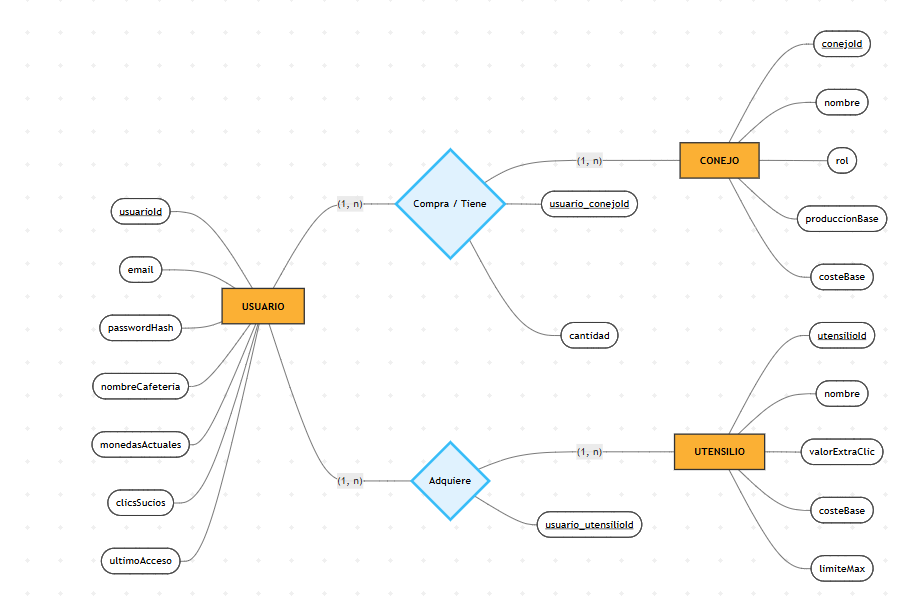 conejoId
nombre
rol
produccionBase
costeBase
CONEJO
(1, n)
Compra / Tiene
(1, n)
usuario_conejoId
cantidad
usuarioId
email
passwordHash
nombreCafeteria
monedasActuales
clicsSucios
ultimoAcceso
USUARIO
(1, n)
Adquiere
(1, n)
usuario_utensilioId
UTENSILIO
utensilioId
nombre
valorExtraClic
costeBase
limiteMax